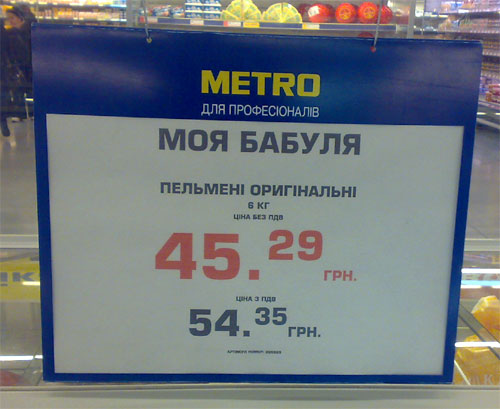 METRO
ДЛЯ ПРОФЕСІОНАЛІВ
МОЯ БАБУЛЯ
ПЕЛЬМЕНІ ОРИГІНАЛЬНІ
6 КГ
ЦІНА БЕЗ ПДВ
45.29 ГРН.
ЦІНА З ПДВ
54.35 ГРН.